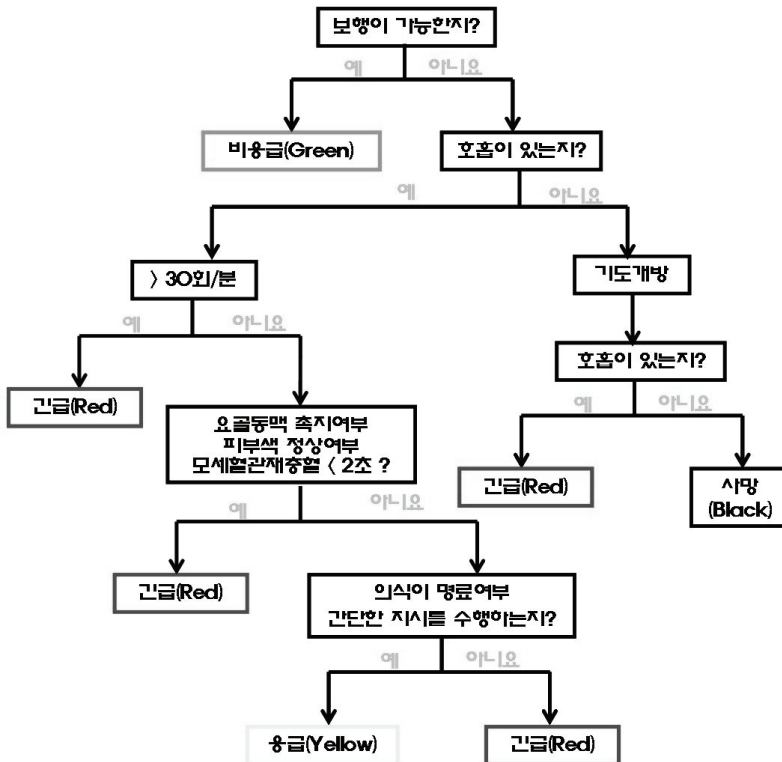 보행이 가능한지?
예 아니요
비응급(Green)
호흡이 있는지?
예 아니요
> 30회/분
기도개방
예 아니요
호흡이 있는지?
긴급(Red)
예 아니요
요골동맥 촉지여부
피부색 정상여부
모세혈관재충혈 < 2초 ?
긴급(Red)
사망
(Black)
예 아니요
긴급(Red)
의식이 명료여부
간단한 지시를 수행하는지?
예 아니요
응급(Yellow)
긴급(Red)